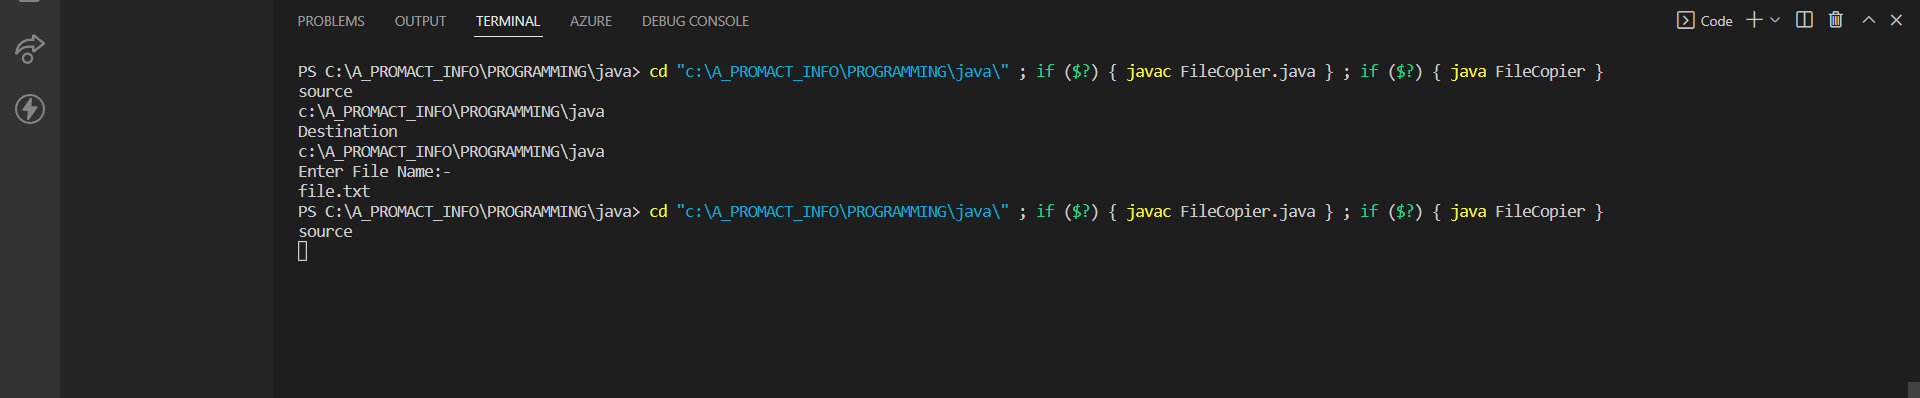 PROBLEMS OUTPUT TERMINAL AZURE DEBUG CONSOLE Code
PS C:\A_PROMACT_INFO\PROGRAMMING\java> cd "c:\A_PROMACT_INFO\PROGRAMMING\java\" ; if ($?) { javac FileCopier.java } ; if ($?) { java FileCopier }
source
c:\A_PROMACT_INFO\PROGRAMMING\java
Destination
c:\A_PROMACT_INFO\PROGRAMMING\java
Enter File Name:-
file.txt
PS C:\A_PROMACT_INFO\PROGRAMMING\java> cd "c:\A_PROMACT_INFO\PROGRAMMING\java\" ; if ($?) { javac FileCopier.java } ; if ($?) { java FileCopier }
source